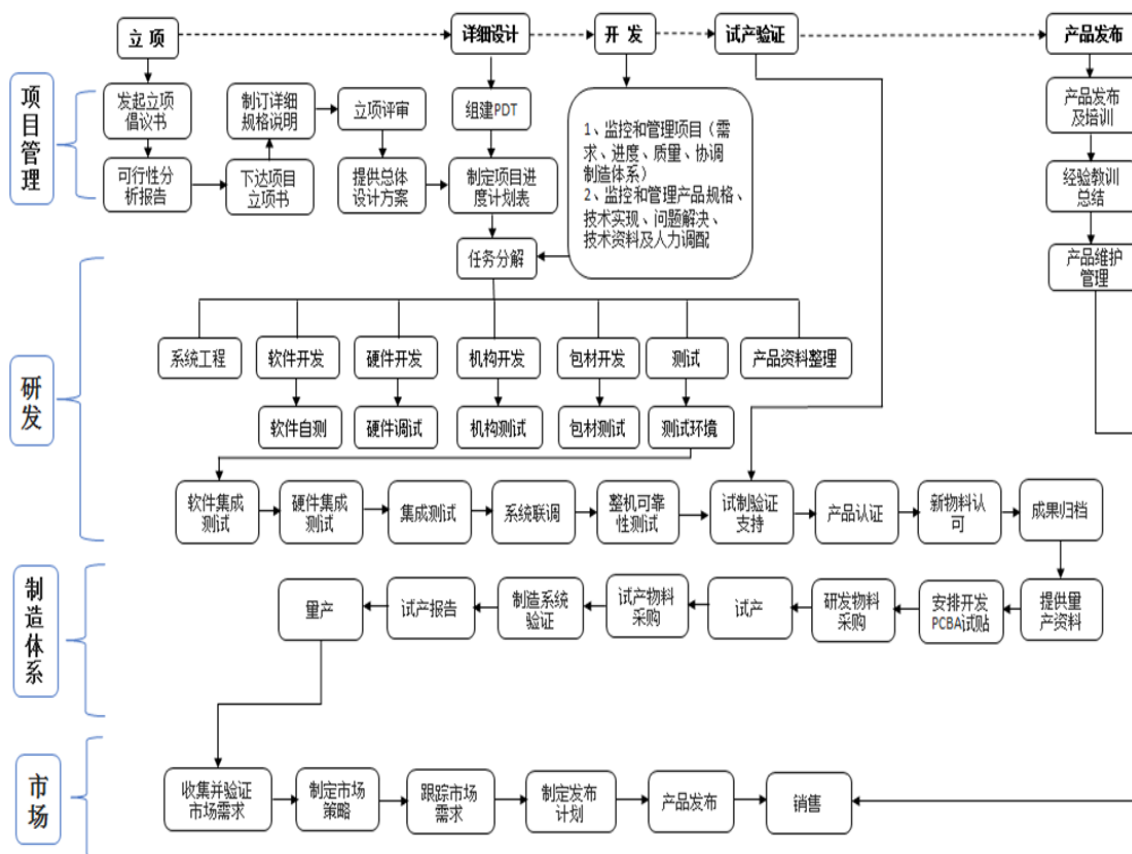 立 项
详细设计
开 发
试产验证
产品发布
项目管理
发起立项
倡议书
制订详细
规格说明
立项评审
组建PDT
1、监控和管理项目（需
求、进度、质量、协调
制造体系）
2、监控和管理产品规格、
技术实现、问题解决、
技术资料及人力调配
产品发布
及培训
可行性分
析报告
下达项目
立项书
提供总体
设计方案
制定项目进
度计划表
经验教训
总结
任务分解
产品维护
管理
研发
系统工程
软件开发
硬件开发
机构开发
包材开发
测试
产品资料整理
软件自测
硬件调试
机构测试
包材测试
测试环境
软件集成
测试
硬件集成
测试
集成测试
系统联调
整机可靠
性测试
试制验证
支持
产品认证
新物料认
可
成果归档
制造体系
量产
试产报告
制造系统
验证
试产物料
采购
试产
研发物料
采购
安排开发
PCBA试贴
提供量
产资料
市场
收集并验证
市场需求
制定市场
策略
跟踪市场
需求
制定发布
计划
产品发布
销售